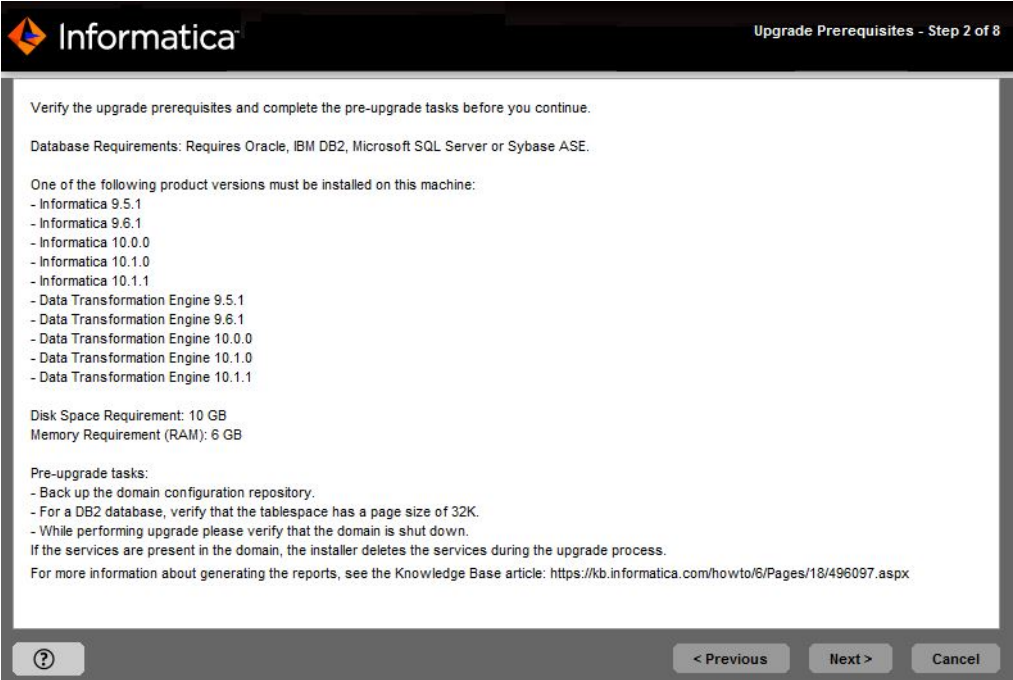 Informatica
Upgrade Prerequisites - Step 2 of 8
Verify the upgrade prerequisites and complete the pre-upgrade tasks before you continue.
Database Requirements: Requires Oracle, IBM DB2, Microsoft SQL Server or Sybase ASE.
One of the following product versions must be installed on this machine:
- Informatica 9.5.1
- Informatica 9.6.1
- Informatica 10.0.0
- Informatica 10.1.0
- Informatica 10.1.1
- Data Transformation Engine 9.5.1
- Data Transformation Engine 9.6.1
- Data Transformation Engine 10.0.0
- Data Transformation Engine 10.1.0
- Data Transformation Engine 10.1.1
Disk Space Requirement: 10 GB
Memory Requirement (RAM): 6 GB
Pre-upgrade tasks:
- Back up the domain configuration repository.
- For a DB2 database, verify that the tablespace has a page size of 32K.
- While performing upgrade please verify that the domain is shut down.
If the services are present in the domain, the installer deletes the services during the upgrade process.
For more information about generating the reports, see the Knowledge Base article: https://kb.informatica.com/howto/6/Pages/18/496097.aspx
?
< Previous
Next >
Cancel